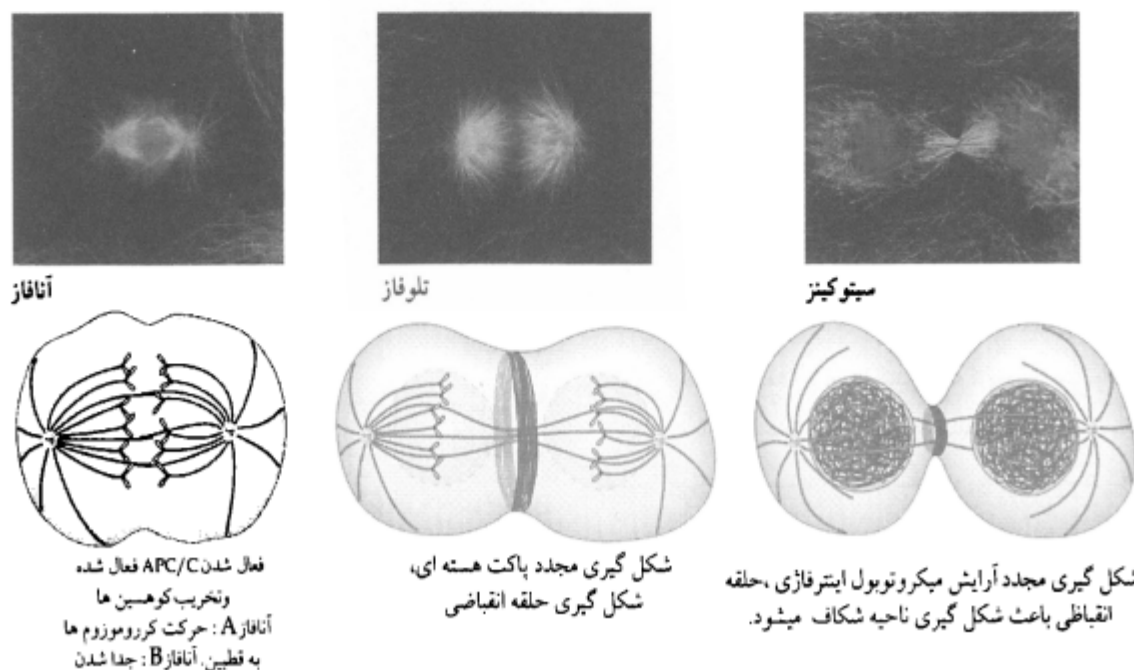 آنافاز
تلوفاز
سیتوکینز
فعال شدن APC/C فعال شده
وتخریب کوهسین ها
آنافاز A : حرکت کرروموزوم ها
به قطبین. آنافاز B : جدا شدن
شکل گیری مجدد پاکت هسته ای،
شکل گیری حلقه انقباضی
شکل گیری مجدد آرایش میکروتوبول اینترفازی ،حلقه
انقباظی باعث شکل گیری ناحیه شکاف میشود.